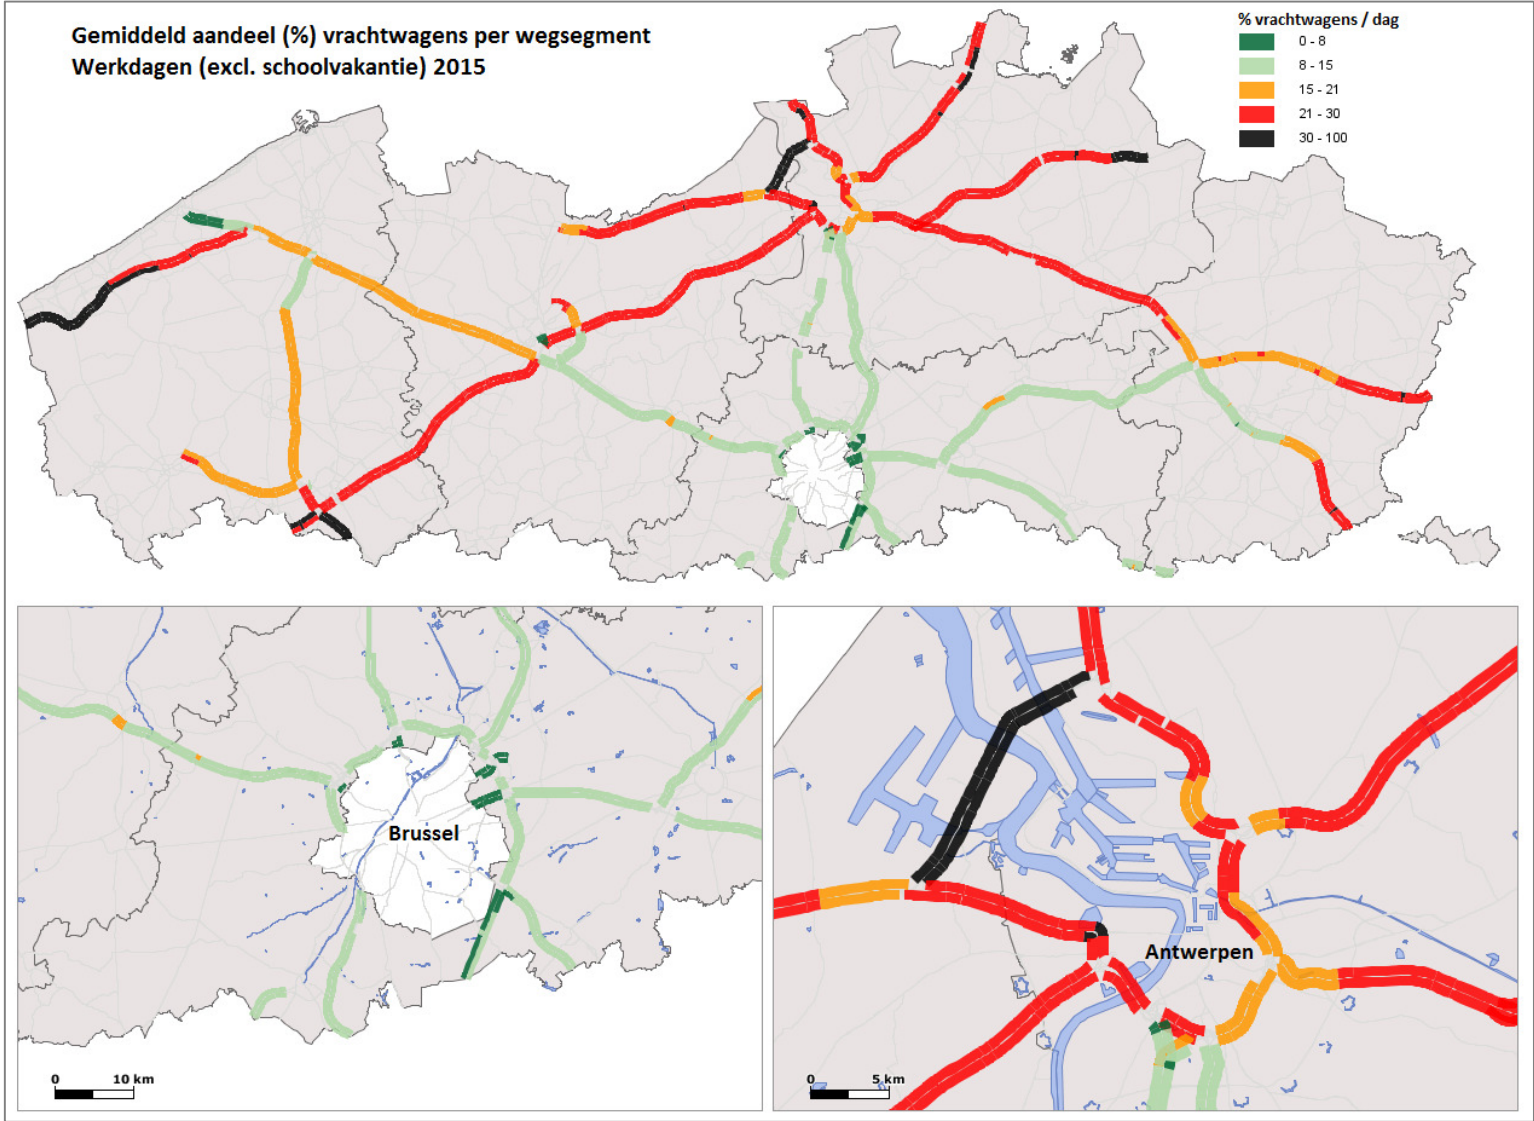 Gemiddeld aandeel (%) vrachtwagens per wegsegment
Werkdagen (excl. schoolvakantie) 2015
% vrachtwagens / dag
0 - 8
8 - 15
15 - 21
21 - 30
30 - 100
Brussel
0 10 km
Antwerpen
0 5 km